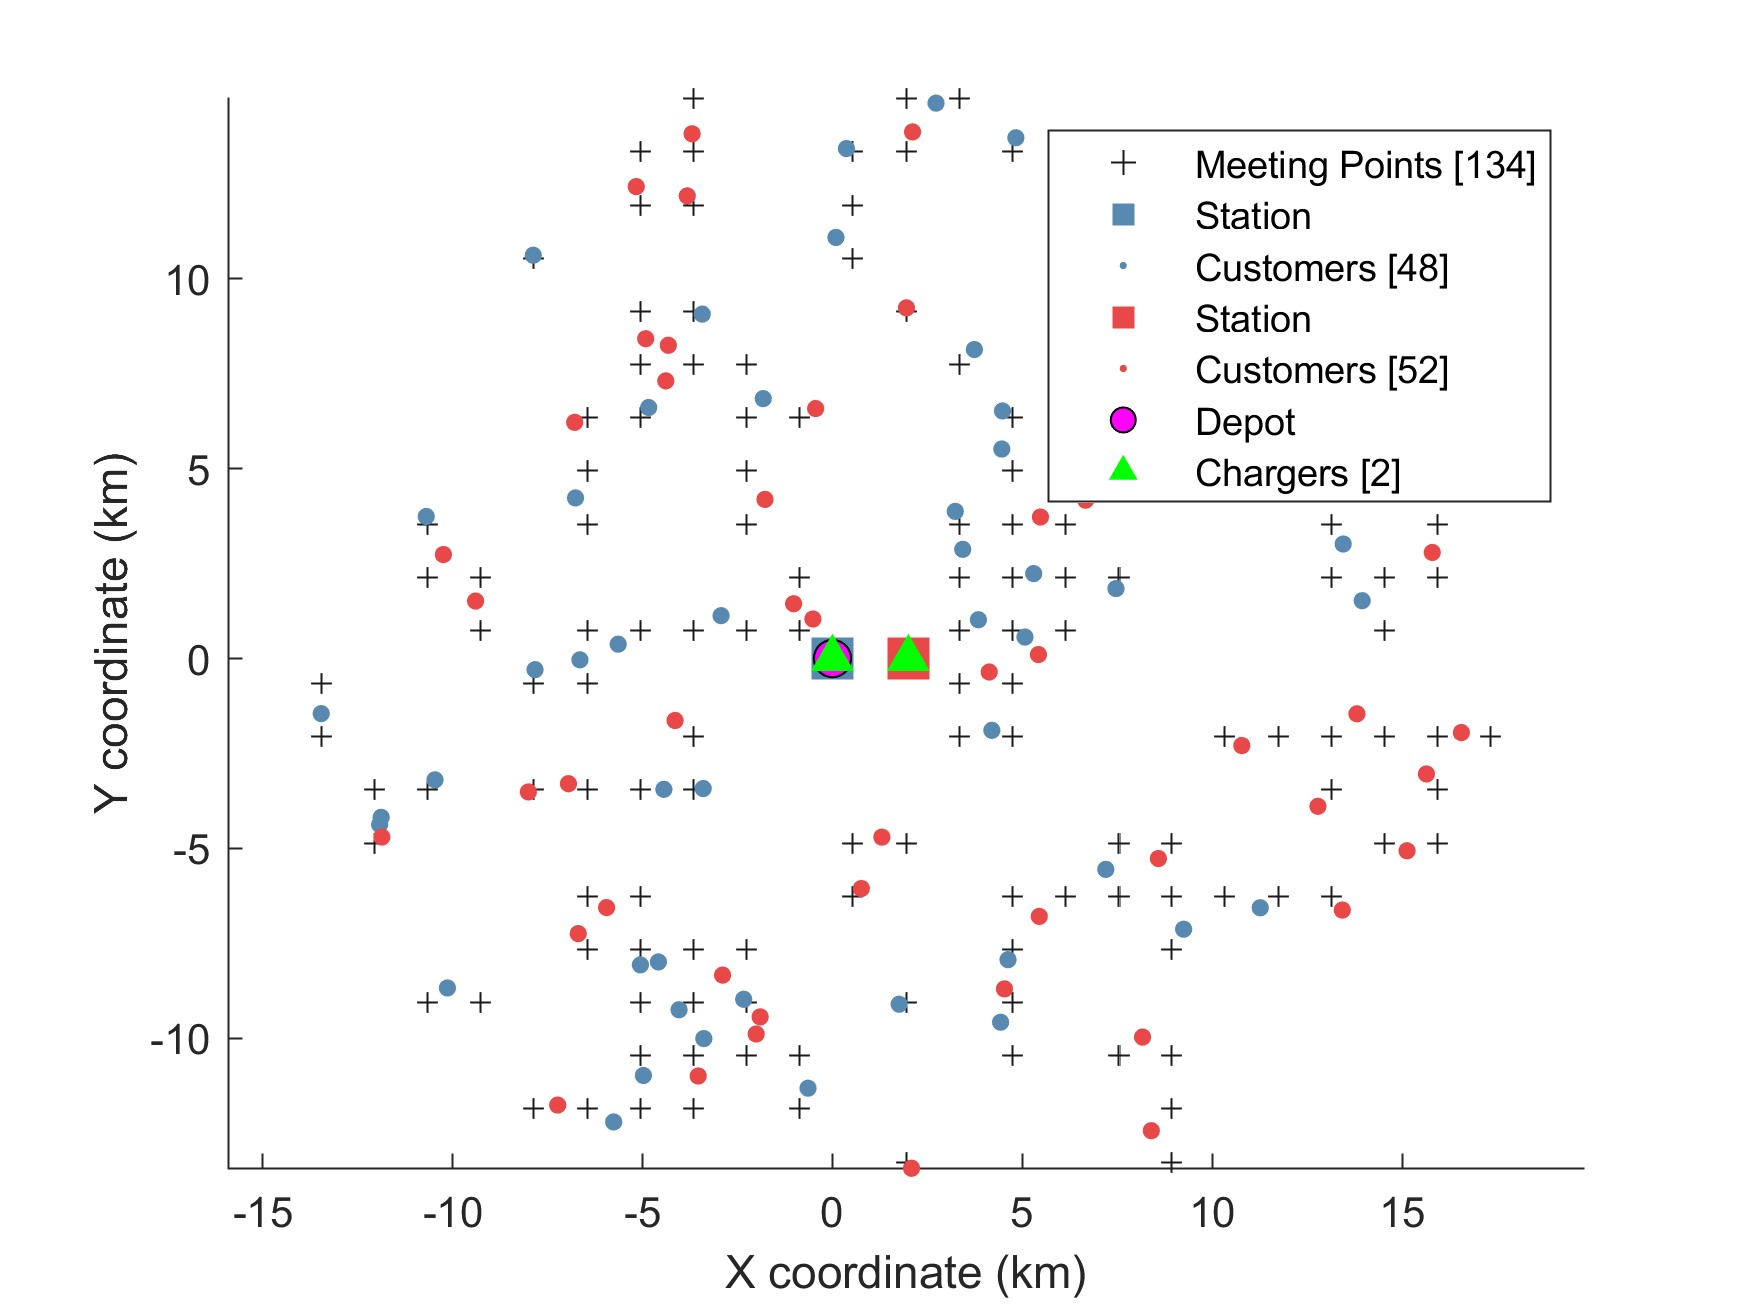 Meeting Points [134]
Station
Customers [48]
Station
Customers [52]
Depot
Chargers [2]
10
5
0
-5
-10
Y coordinate (km)
-15 -10 -5 0 5 10 15
X coordinate (km)